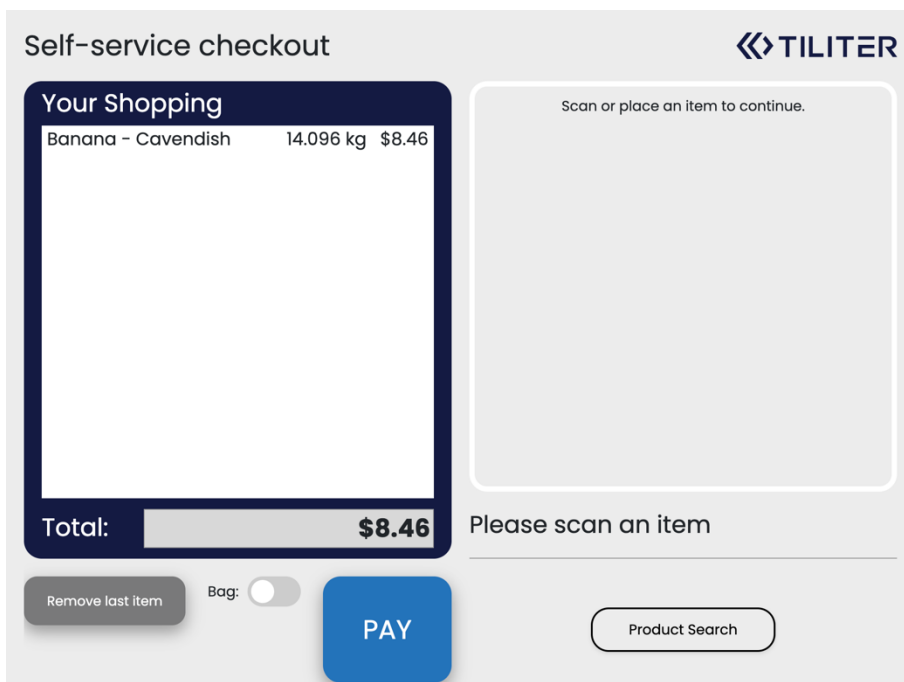 Self-service checkout
TILITER
Your Shopping
Banana - Cavendish 14.096 kg $8.46
Total: $8.46
Remove last item
Bag:
PAY
Scan or place an item to continue.
Please scan an item
Product Search